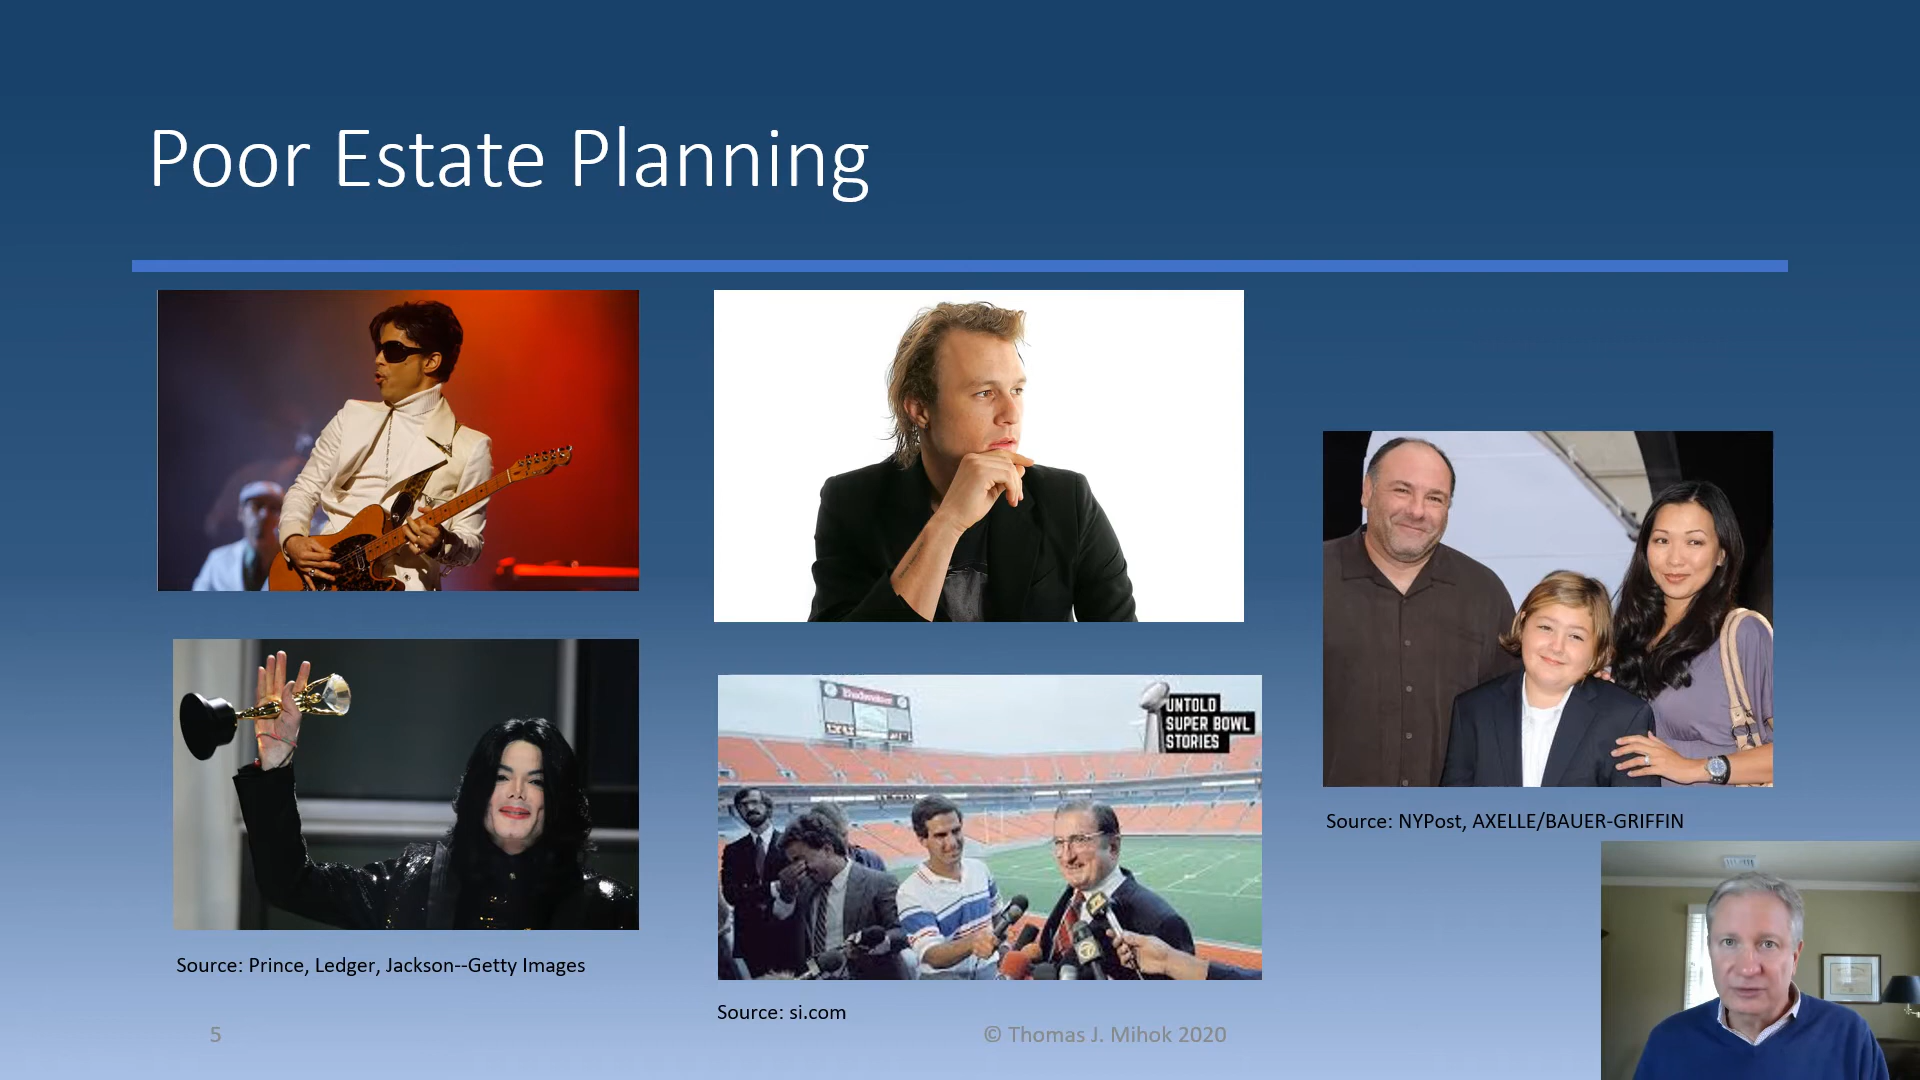 Poor Estate Planning
Budweiser
UNTOLD
SUPER BOWL
STORIES
Source: NYPost, AXELLE/BAUER-GRIFFIN
Source: Prince, Ledger, Jackson--Getty Images
Source: si.com
5
© Thomas J. Mihok 2020